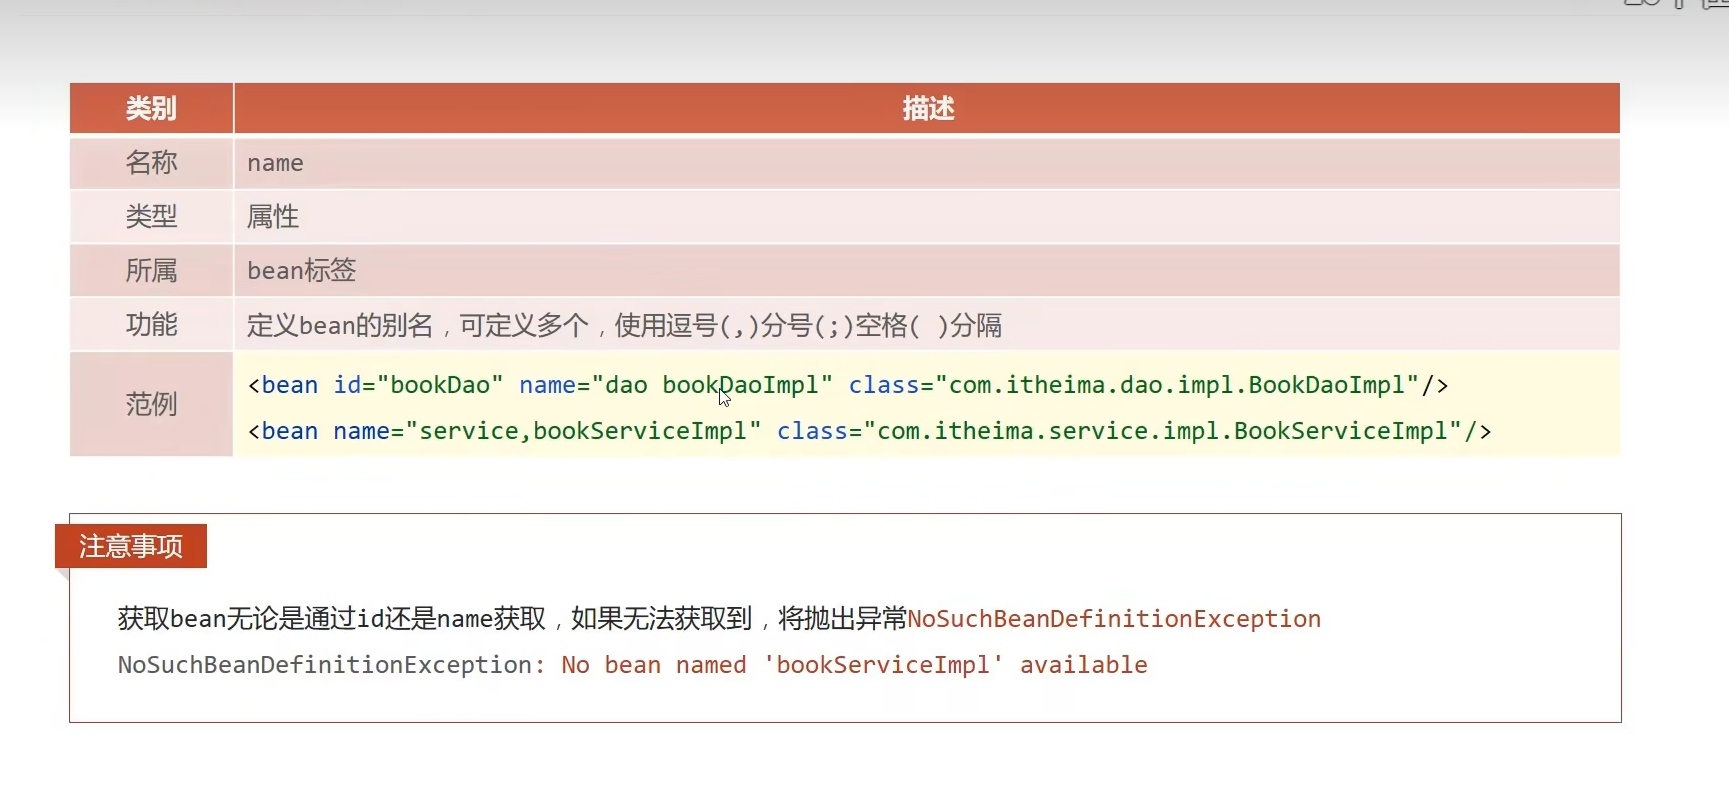 类别 描述
名称 name
类型 属性
所属 bean标签
功能 定义bean的别名，可定义多个，使用逗号(,)分号(;)空格( )分隔
范例
<bean id="bookDao" name="dao bookDaoImpl" class="com.itheima.dao.impl.BookDaoImpl"/>
<bean name="service,bookServiceImpl" class="com.itheima.service.impl.BookServiceImpl"/>
注意事项
获取bean无论是通过id还是name获取，如果无法获取到，将抛出异常NoSuchBeanDefinitionException
NoSuchBeanDefinitionException: No bean named 'bookServiceImpl' available